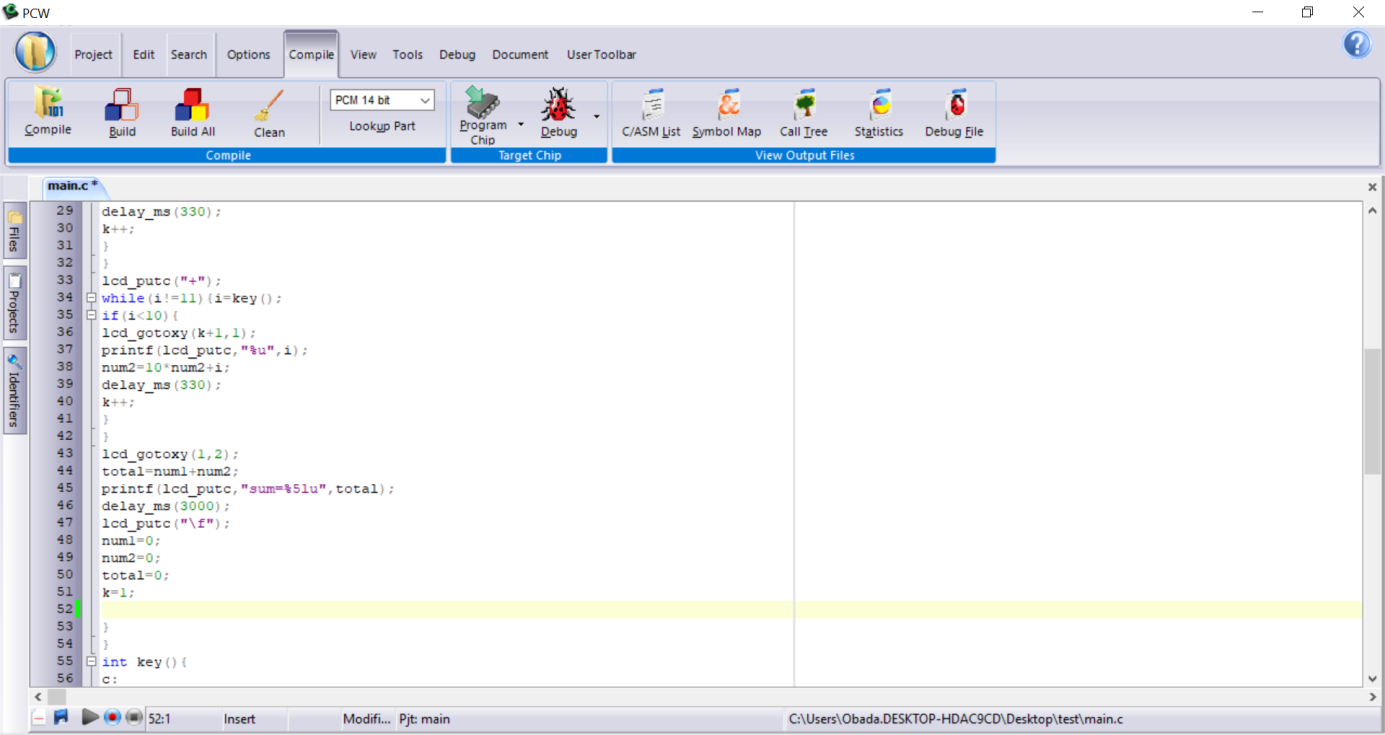 PCW
Project Edit Search Options Compile View Tools Debug Document User Toolbar
Compile Build Build All Clean
PCM 14 bit
Lookup Part
Program Chip Debug
C/ASM List Symbol Map Call Tree Statistics Debug File
Compile Target Chip View Output Files
main.c *
Files
Projects
Identifiers
29 delay_ms(330);
30 k++;
31 }
32 }
33 lcd_putc("+");
34 while(i!=11){i=key();
35 if(i<10){
36 lcd_gotoxy(k+1,1);
37 printf(lcd_putc,"%u",i);
38 num2=10*num2+i;
39 delay_ms(330);
40 k++;
41 }
42 }
43 lcd_gotoxy(1,2);
44 total=num1+num2;
45 printf(lcd_putc,"sum=%5lu",total);
46 delay_ms(3000);
47 lcd_putc("\f");
48 num1=0;
49 num2=0;
50 total=0;
51 k=1;
52
53 }
54 }
55 int key(){
56 c:
52:1 Insert Modifi... Pjt: main C:\Users\Obada.DESKTOP-HDAC9CD\Desktop\test\main.c